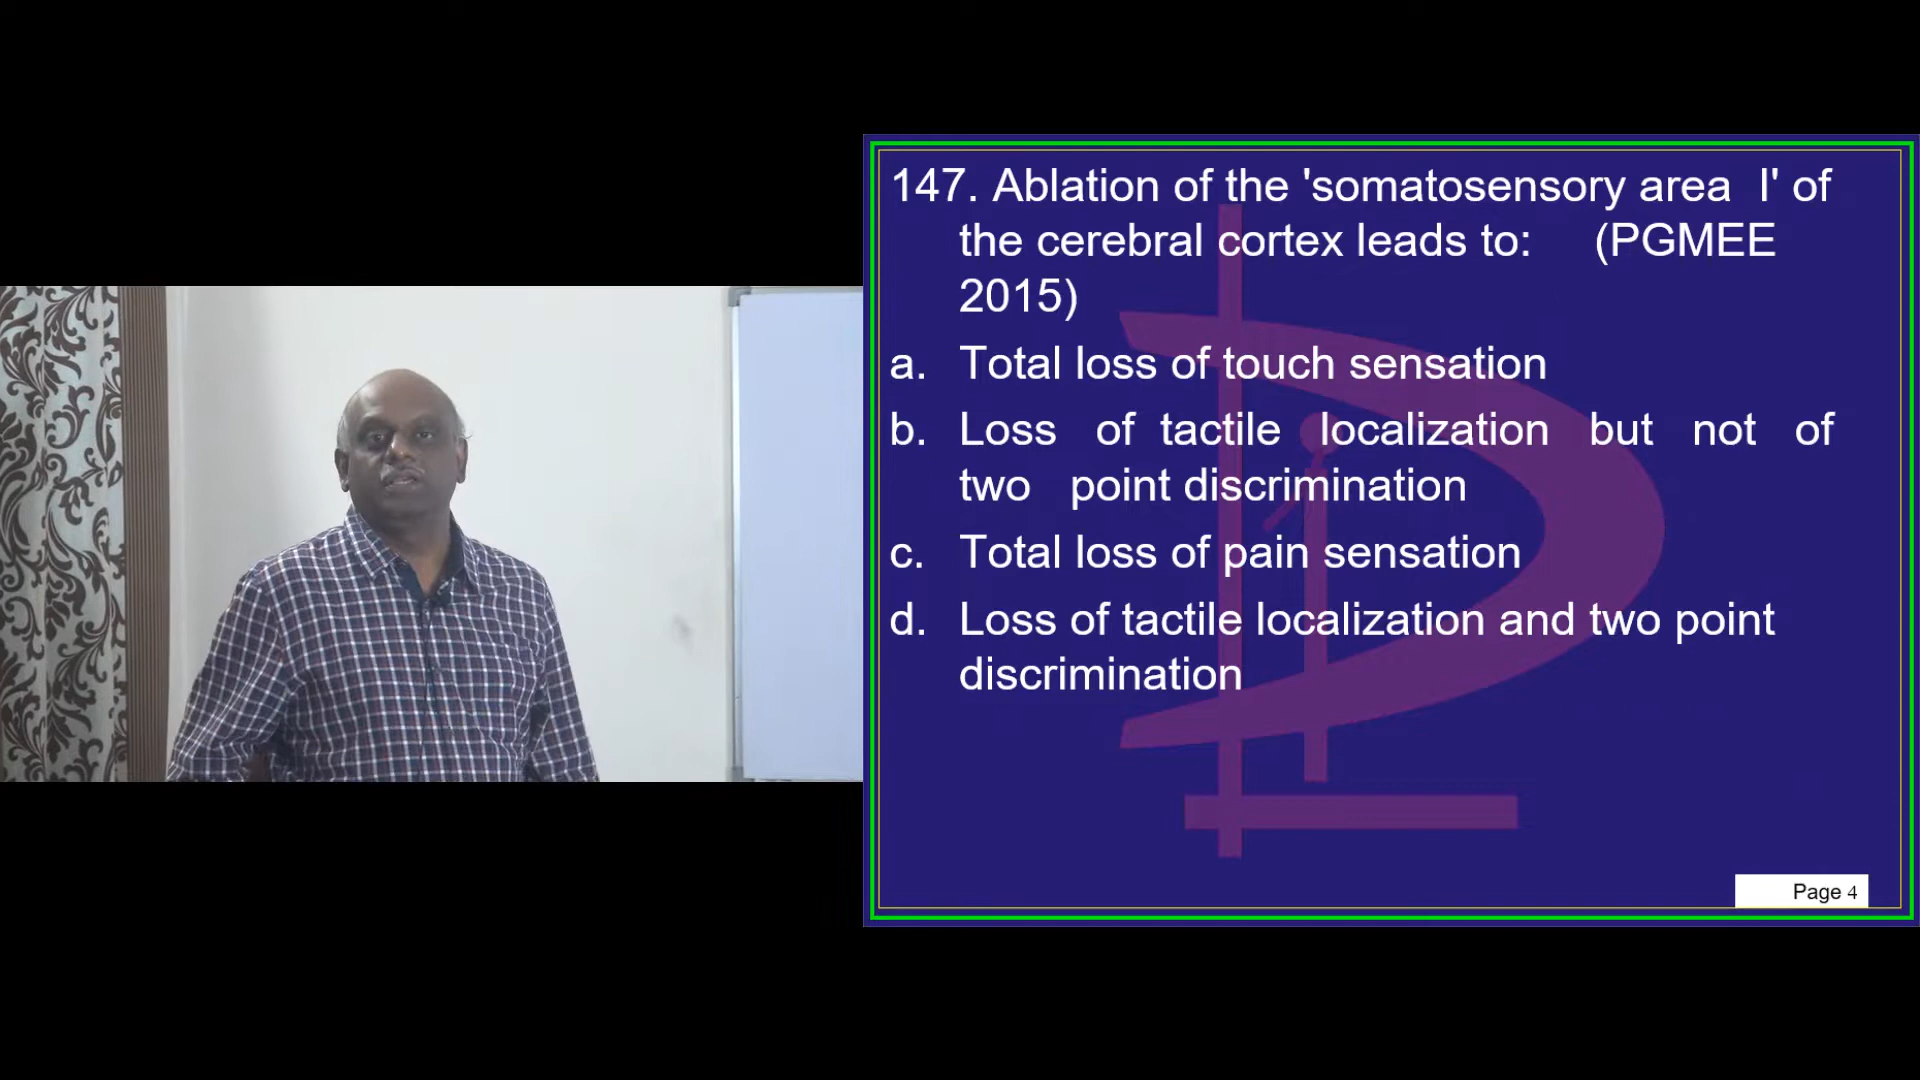 147. Ablation of the 'somatosensory area I' of
the cerebral cortex leads to: (PGMEE
2015)
a. Total loss of touch sensation
b. Loss of tactile localization but not of
two point discrimination
c. Total loss of pain sensation
d. Loss of tactile localization and two point
discrimination
Page 4